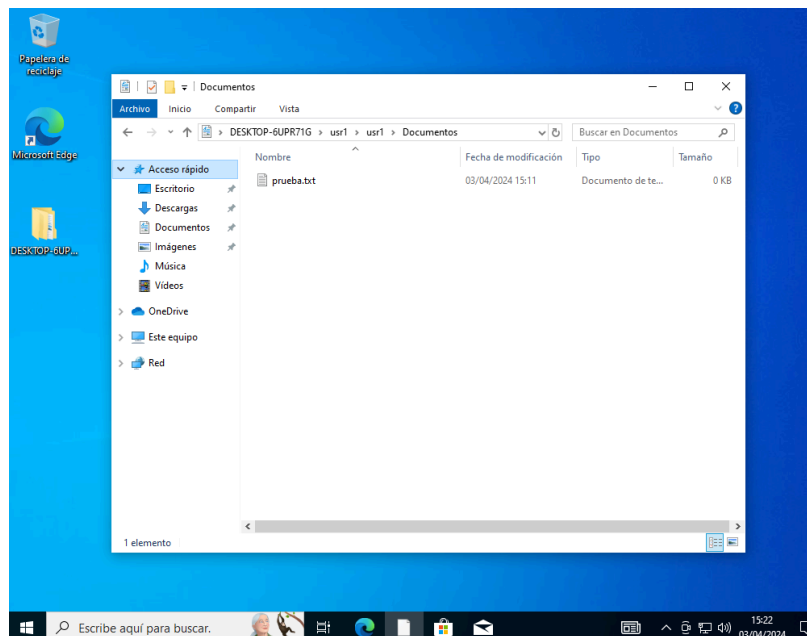 Papelera de
reciclaje
Microsoft Edge
DESKTOP-6UP...
Documentos
Archivo Inicio Compartir Vista
DESKTOP-6UPR71G > usr1 > usr1 > Documentos
Buscar en Documentos
Acceso rápido
Escritorio
Descargas
Documentos
Imágenes
Música
Vídeos
OneDrive
Este equipo
Red
Nombre Fecha de modificación Tipo Tamaño
prueba.txt 03/04/2024 15:11 Documento de te... 0 KB
1 elemento
Escribe aquí para buscar.
15:22
03/04/2024